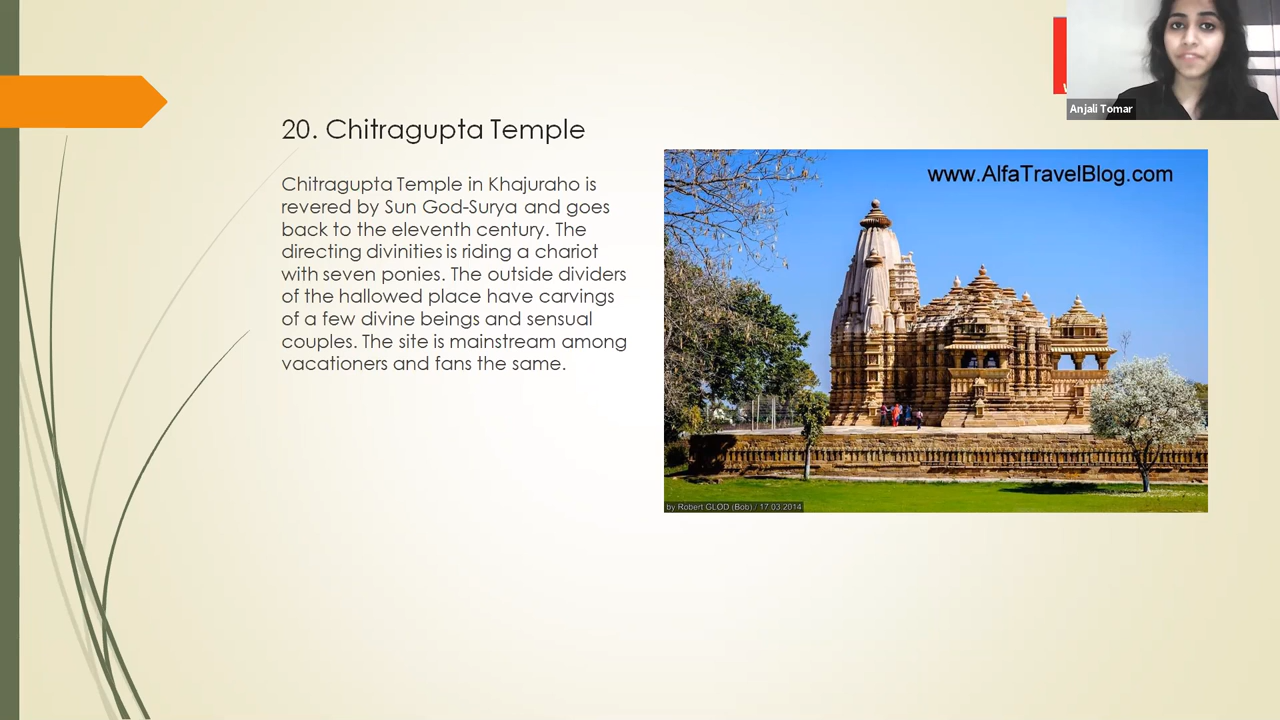 Anjali Tomar
20. Chitragupta Temple
Chitragupta Temple in Khajuraho is
revered by Sun God-Surya and goes
back to the eleventh century. The
directing divinities is riding a chariot
with seven ponies. The outside dividers
of the hallowed place have carvings
of a few divine beings and sensual
couples. The site is mainstream among
vacationers and fans the same.
www.AlfaTravelBlog.com
by Robert GLOD (Bob) / 17.03.2014